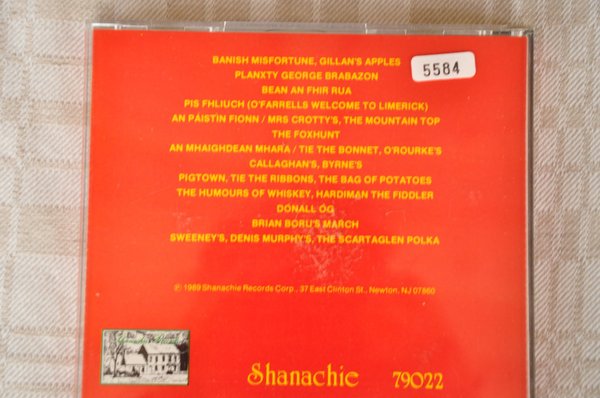 BANISH MISFORTUNE, GILLAN'S APPLES
5584
PLANXTY GEORGE BRABAZON
BEAN AN FHIR RUA
PIS FHLIUCH (O'FARRELLS WELCOME TO LIMERICK)
AN PÁISTÍN FIONN / MRS CROTTY'S, THE MOUNTAIN TOP
THE FOXHUNT
AN MHAIGHDEAN MHARA / TIE THE BONNET, O'ROURKE'S
CALLAGHAN'S, BYRNE'S
PIGTOWN, TIE THE RIBBONS, THE BAG OF POTATOES
THE HUMOURS OF WHISKEY, HARDIMAN THE FIDDLER
DONALL OG
BRIAN BORU'S MARCH
SWEENEY'S, DENIS MURPHY'S, THE SCARTAGLEN POLKA
℗ 1989 Shanachie Records Corp., 37 East Clinton St., Newton, NJ 07860
Shanachie 79022